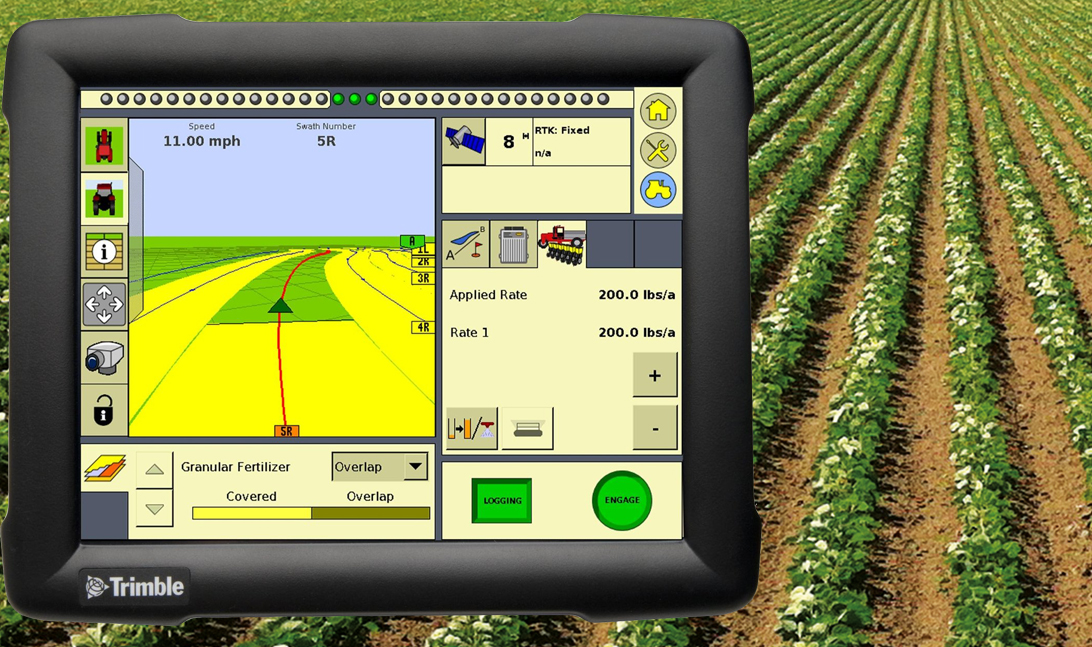 Speed
11.00 mph
Swath Number
5R
A
1L
2R
3R
4R
5R
8 H
RTK: Fixed
n/a
A
B
Applied Rate 200.0 lbs/a
Rate 1 200.0 lbs/a
+
-
Granular Fertilizer
Overlap
Covered
Overlap
LOGGING
ENGAGE
Trimble